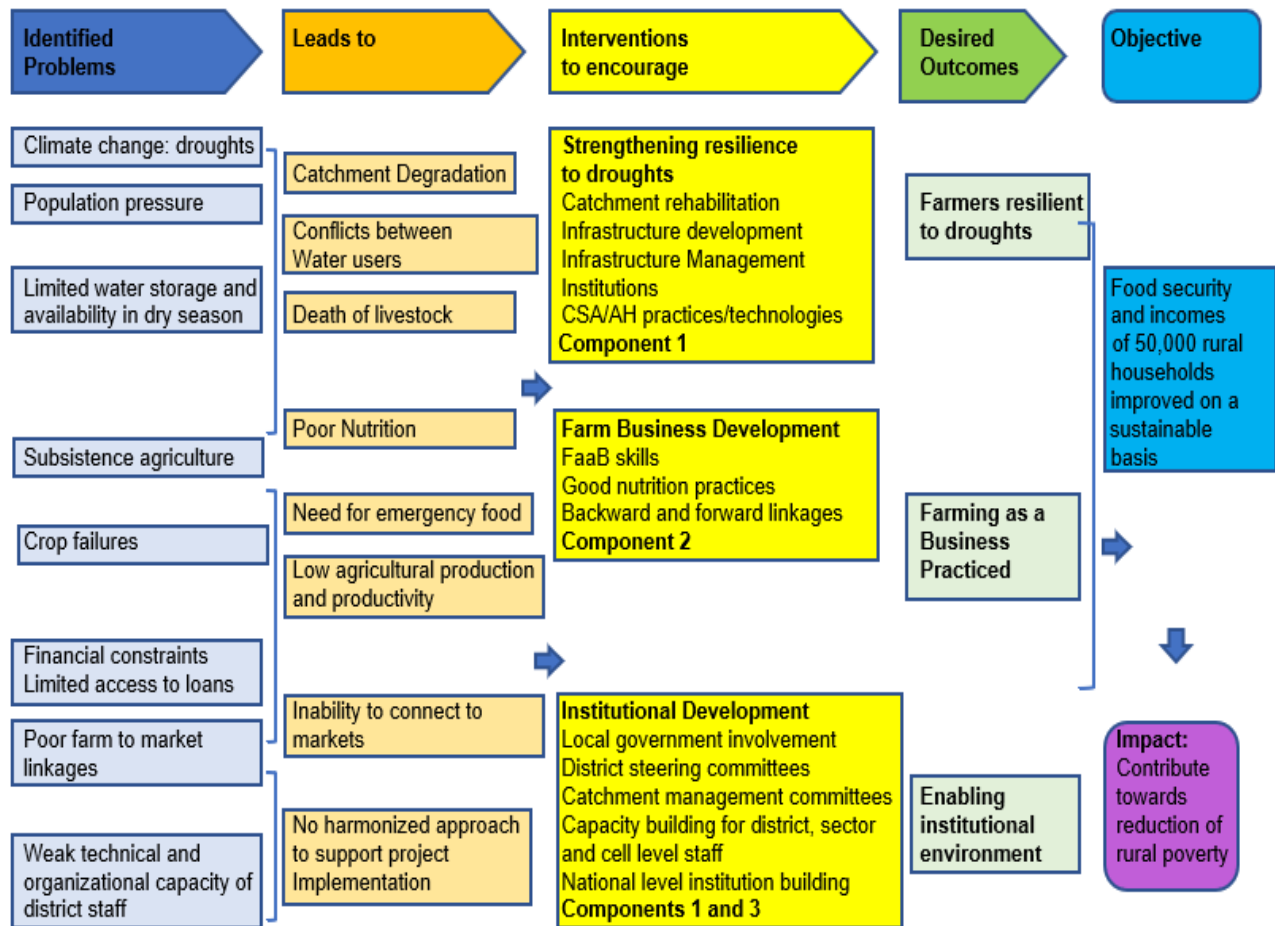 Identified
Problems
Leads to
Interventions
to encourage
Desired
Outcomes
Objective
Climate change: droughts
Population pressure
Limited water storage and
availability in dry season
Subsistence agriculture
Crop failures
Financial constraints
Limited access to loans
Poor farm to market
linkages
Weak technical and
organizational capacity of
district staff
Catchment Degradation
Conflicts between
Water users
Death of livestock
Poor Nutrition
Need for emergency food
Low agricultural production
and productivity
Inability to connect to
markets
No harmonized approach
to support project
Implementation
Strengthening resilience
to droughts
Catchment rehabilitation
Infrastructure development
Infrastructure Management
Institutions
CSA/AH practices/technologies
Component 1
Farm Business Development
FaaB skills
Good nutrition practices
Backward and forward linkages
Component 2
Institutional Development
Local government involvement
District steering committees
Catchment management committees
Capacity building for district, sector
and cell level staff
National level institution building
Components 1 and 3
Farmers resilient
to droughts
Farming as a
Business
Practiced
Enabling
institutional
environment
Food security
and incomes
of 50,000 rural
households
improved on a
sustainable
basis
Impact:
Contribute
towards
reduction of
rural poverty